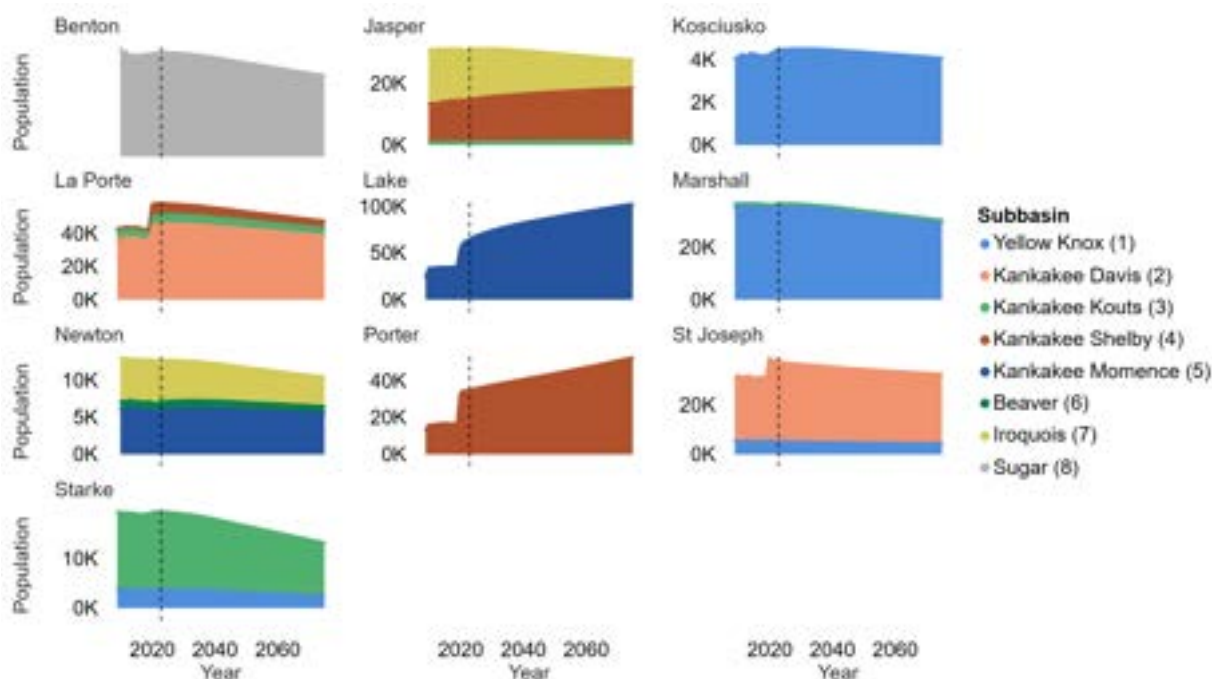 Benton
Jasper
Kosciusko
Population
20K
0K
4K
2K
0K
La Porte
Lake
Marshall
Population
40K
20K
0K
100K
50K
0K
20K
0K
Subbasin
Yellow Knox (1)
Kankakee Davis (2)
Kankakee Kouts (3)
Kankakee Shelby (4)
Kankakee Momence (5)
Beaver (6)
Iroquois (7)
Sugar (8)
Newton
Porter
St Joseph
Population
10K
5K
0K
40K
20K
0K
20K
0K
Starke
Population
10K
0K
2020 2040 2060
Year
2020 2040 2060
Year
2020 2040 2060
Year